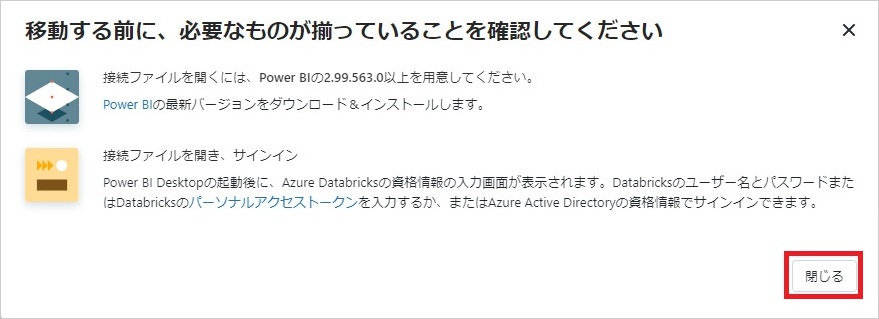 移動する前に、必要なものが揃っていることを確認してください
接続ファイルを開くには、Power BIの2.99.563.0以上を用意してください。
Power BIの最新バージョンをダウンロード＆インストールします。
接続ファイルを開き、サインイン
Power BI Desktopの起動後に、Azure Databricksの資格情報の入力画面が表示されます。Databricksのユーザー名とパスワードまた
はDatabricksのパーソナルアクセストークンを入力するか、またはAzure Active Directoryの資格情報でサインインできます。
閉じる